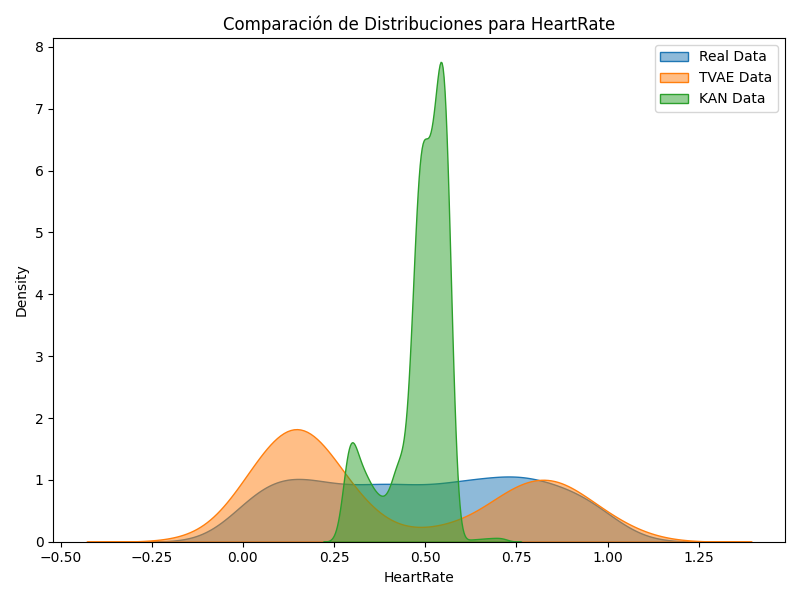 Comparación de Distribuciones para HeartRate
Real Data
TVAE Data
KAN Data
8
7
6
5
4
3
2
1
0
Density
−0.50
−0.25
0.00
0.25
0.50
0.75
1.00
1.25
HeartRate